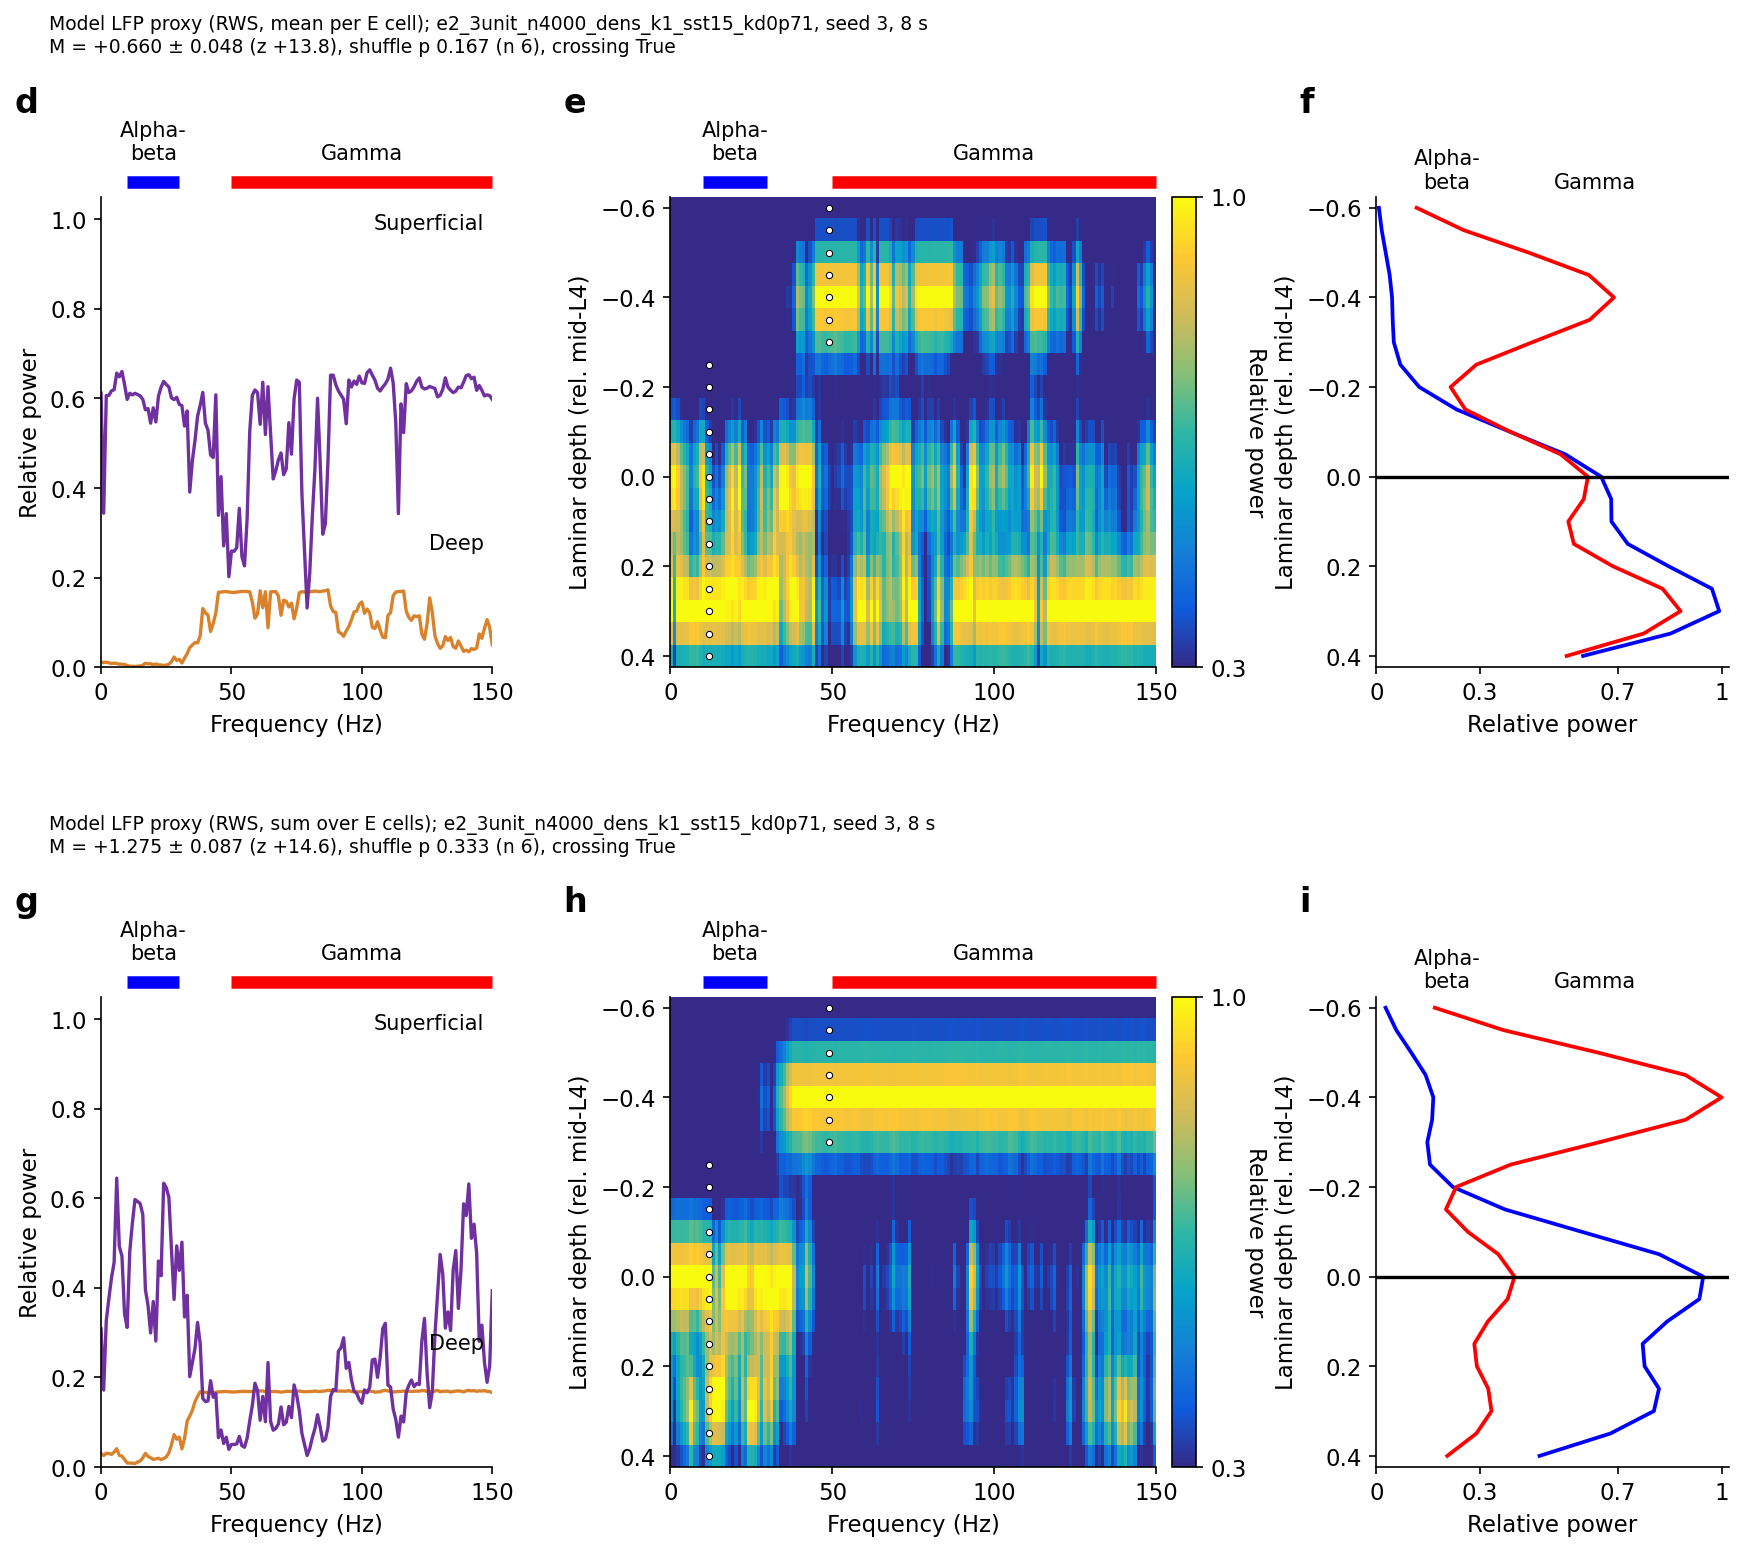 Model LFP proxy (RWS, mean per E cell); e2_3unit_n4000_dens_k1_sst15_kd0p71, seed 3, 8 s
M = +0.660 ± 0.048 (z +13.8), shuffle p 0.167 (n 6), crossing True
d
Alpha-
beta
Gamma
Superficial
Deep
Relative power
1.0
0.8
0.6
0.4
0.2
0.0
0
50
100
150
Frequency (Hz)
e
Alpha-
beta
Gamma
Laminar depth (rel. mid-L4)
−0.6
−0.4
−0.2
0.0
0.2
0.4
0
50
100
150
Frequency (Hz)
1.0
0.3
Relative power
f
Alpha-
beta
Gamma
Laminar depth (rel. mid-L4)
−0.6
−0.4
−0.2
0.0
0.2
0.4
0
0.3
0.7
1
Relative power
Model LFP proxy (RWS, sum over E cells); e2_3unit_n4000_dens_k1_sst15_kd0p71, seed 3, 8 s
M = +1.275 ± 0.087 (z +14.6), shuffle p 0.333 (n 6), crossing True
g
Alpha-
beta
Gamma
Superficial
Deep
Relative power
1.0
0.8
0.6
0.4
0.2
0.0
0
50
100
150
Frequency (Hz)
h
Alpha-
beta
Gamma
Laminar depth (rel. mid-L4)
−0.6
−0.4
−0.2
0.0
0.2
0.4
0
50
100
150
Frequency (Hz)
1.0
0.3
Relative power
i
Alpha-
beta
Gamma
Laminar depth (rel. mid-L4)
−0.6
−0.4
−0.2
0.0
0.2
0.4
0
0.3
0.7
1
Relative power